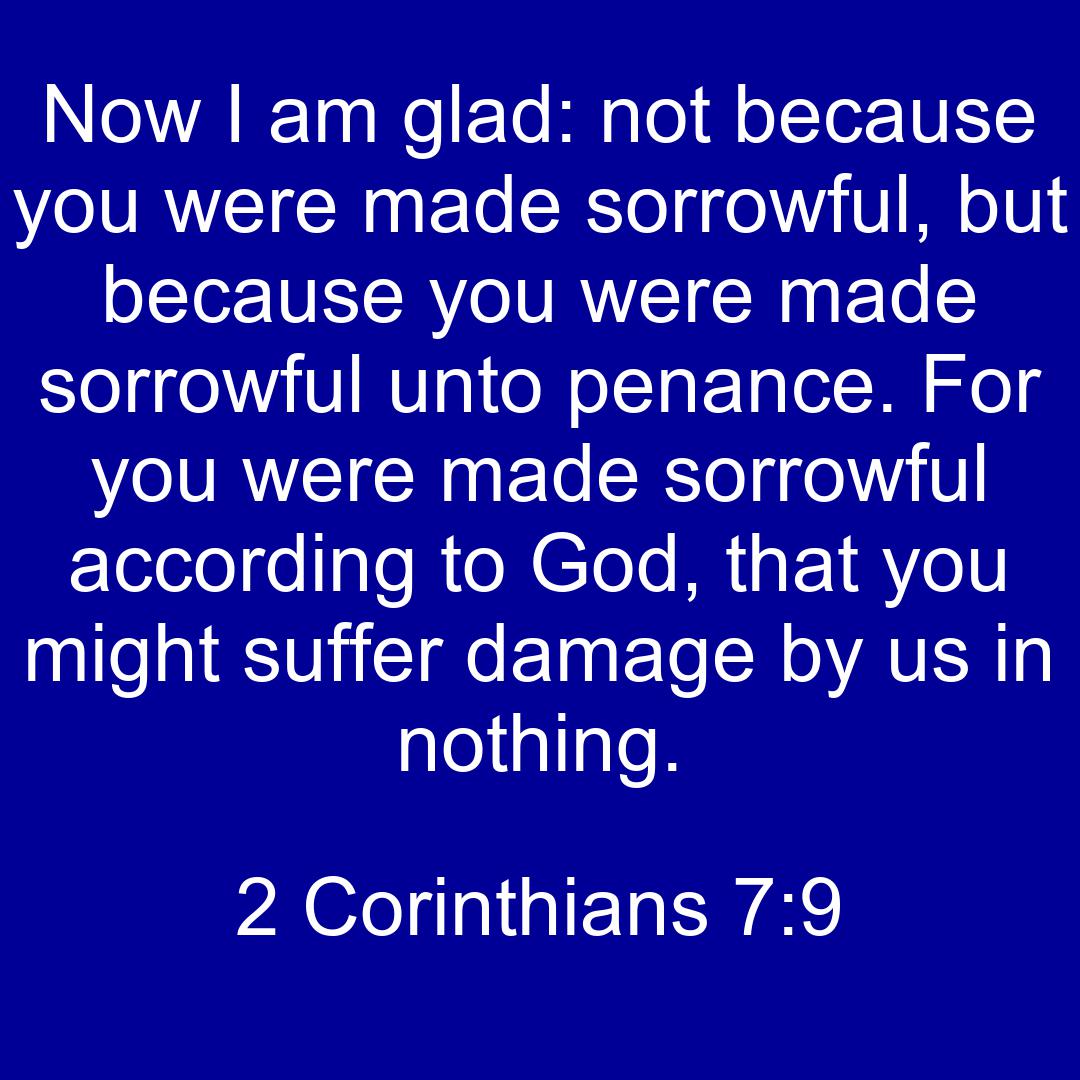 Now I am glad: not because
you were made sorrowful, but
because you were made
sorrowful unto penance. For
you were made sorrowful
according to God, that you
might suffer damage by us in
nothing.
2 Corinthians 7:9